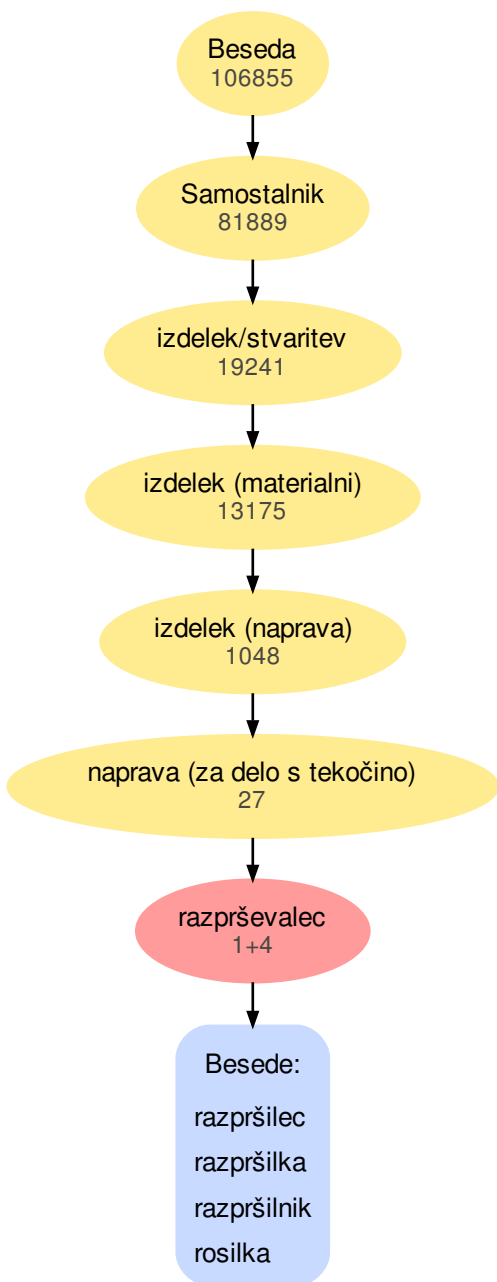 Beseda
106855
Samostalnik
81889
izdelek/stvaritev
19241
izdelek (materialni)
13175
izdelek (naprava)
1048
naprava (za delo s tekočino)
27
razprševalec
1+4
Besede:
razpršilec
razpršilka
razpršilnik
rosilka